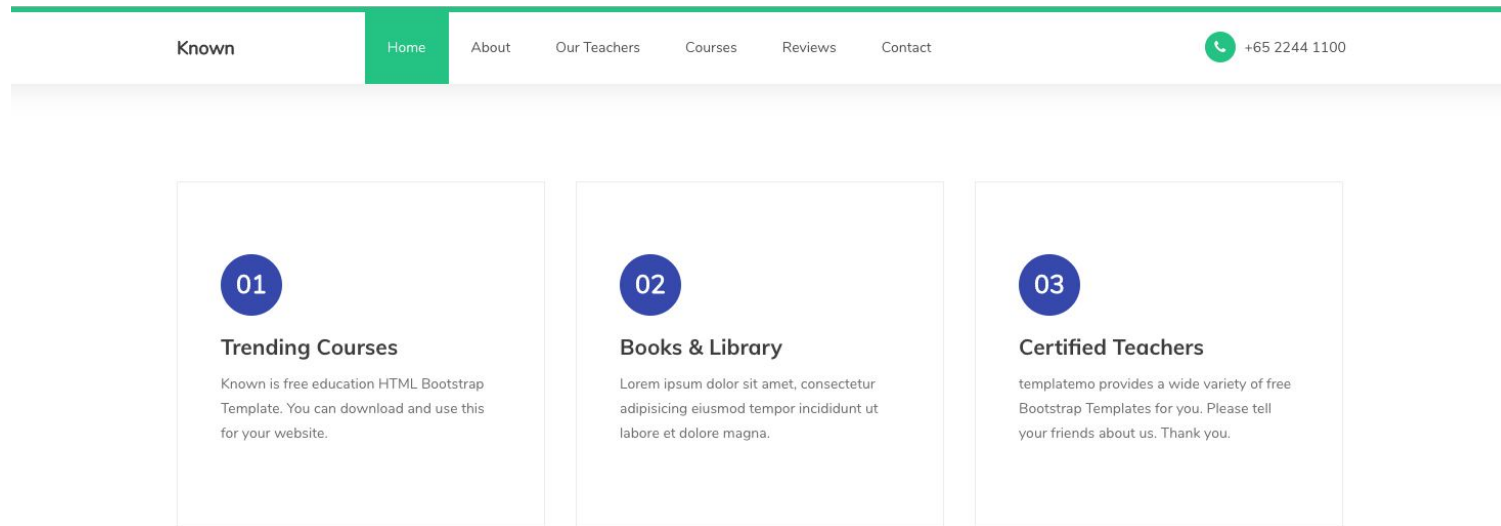 Known
Home
About
Our Teachers
Courses
Reviews
Contact
+65 2244 1100
01
Trending Courses
Known is free education HTML Bootstrap
Template. You can download and use this
for your website.
02
Books & Library
Lorem ipsum dolor sit amet, consectetur
adipisicing eiusmod tempor incididunt ut
labore et dolore magna.
03
Certified Teachers
templatemo provides a wide variety of free
Bootstrap Templates for you. Please tell
your friends about us. Thank you.